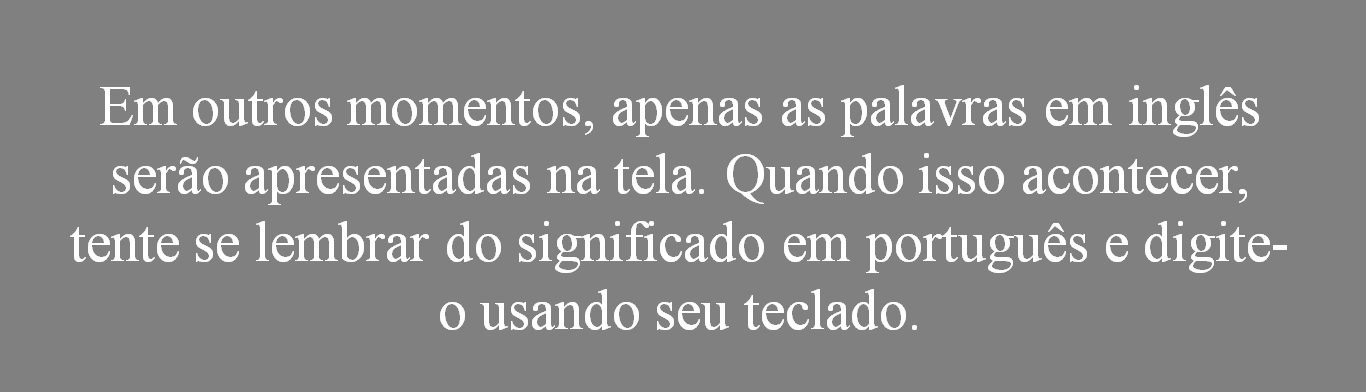 Em outros momentos, apenas as palavras em inglês
serão apresentadas na tela. Quando isso acontecer,
tente se lembrar do significado em português e digite-
o usando seu teclado.